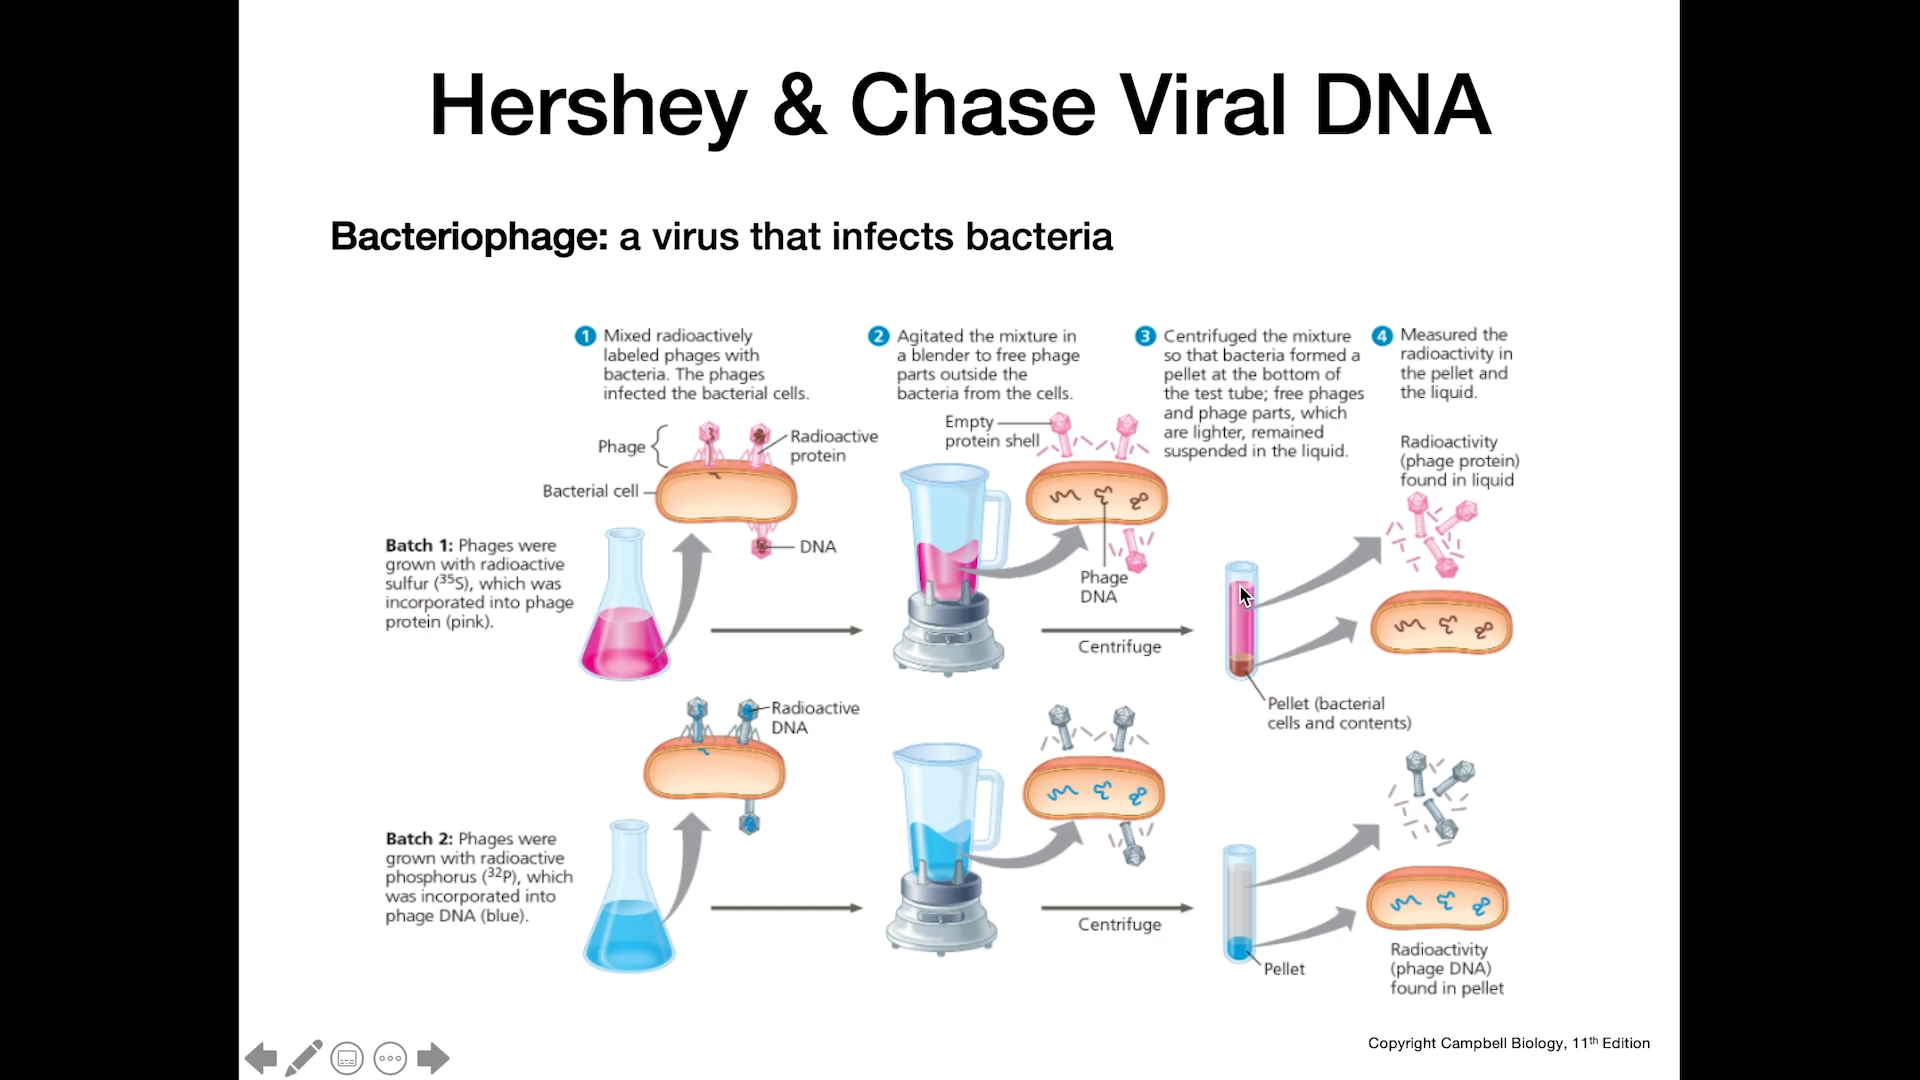 Hershey & Chase Viral DNA
Bacteriophage: a virus that infects bacteria
1 Mixed radioactively
labeled phages with
bacteria. The phages
infected the bacterial cells.
2 Agitated the mixture in
a blender to free phage
parts outside the
bacteria from the cells.
3 Centrifuged the mixture
so that bacteria formed a
pellet at the bottom of
the test tube; free phages
and phage parts, which
are lighter, remained
suspended in the liquid.
4 Measured the
radioactivity in
the pellet and
the liquid.
Phage
Radioactive
protein
Bacterial cell
DNA
Empty
protein shell
Phage
DNA
Radioactivity
(phage protein)
found in liquid
Batch 1: Phages were
grown with radioactive
sulfur (³⁵S), which was
incorporated into phage
protein (pink).
Centrifuge
Pellet (bacterial
cells and contents)
Radioactive
DNA
Batch 2: Phages were
grown with radioactive
phosphorus (³²P), which
was incorporated into
phage DNA (blue).
Centrifuge
Pellet
Radioactivity
(phage DNA)
found in pellet
Copyright Campbell Biology, 11th Edition